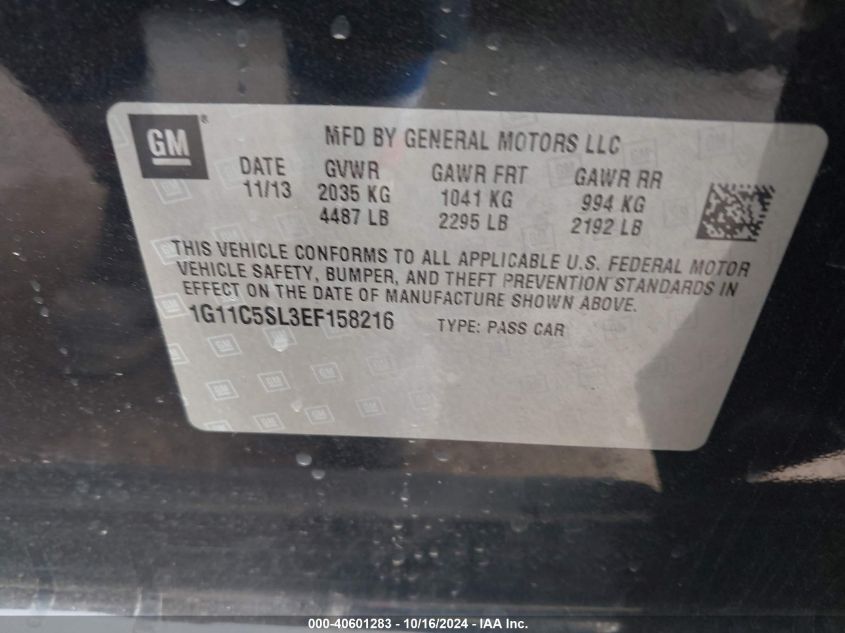 GM ®
MFD BY GENERAL MOTORS LLC
DATE GVWR GAWR FRT GAWR RR
11/13 2035 KG 1041 KG 994 KG
4487 LB 2295 LB 2192 LB
THIS VEHICLE CONFORMS TO ALL APPLICABLE U.S. FEDERAL MOTOR
VEHICLE SAFETY, BUMPER, AND THEFT PREVENTION STANDARDS IN
EFFECT ON THE DATE OF MANUFACTURE SHOWN ABOVE.
1G11C5SL3EF158216 TYPE: PASS CAR
000-40601283 - 10/16/2024 - IAA Inc.